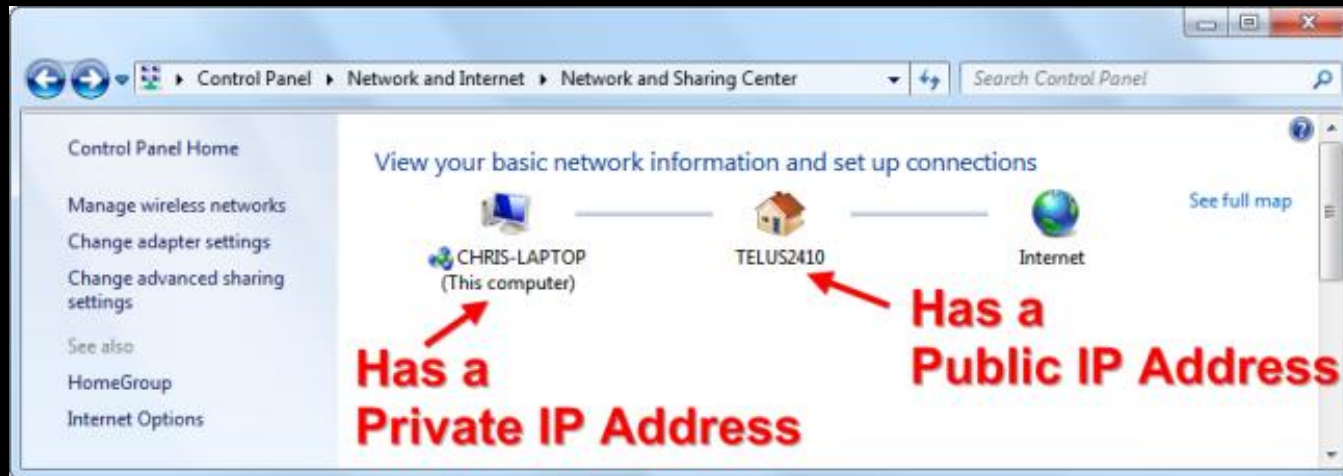 Control Panel ▸ Network and Internet ▸ Network and Sharing Center
Search Control Panel
Control Panel Home
Manage wireless networks
Change adapter settings
Change advanced sharing
settings
See also
HomeGroup
Internet Options
View your basic network information and set up connections
See full map
CHRIS-LAPTOP
(This computer)
TELUS2410
Internet
Has a
Private IP Address
Has a
Public IP Address